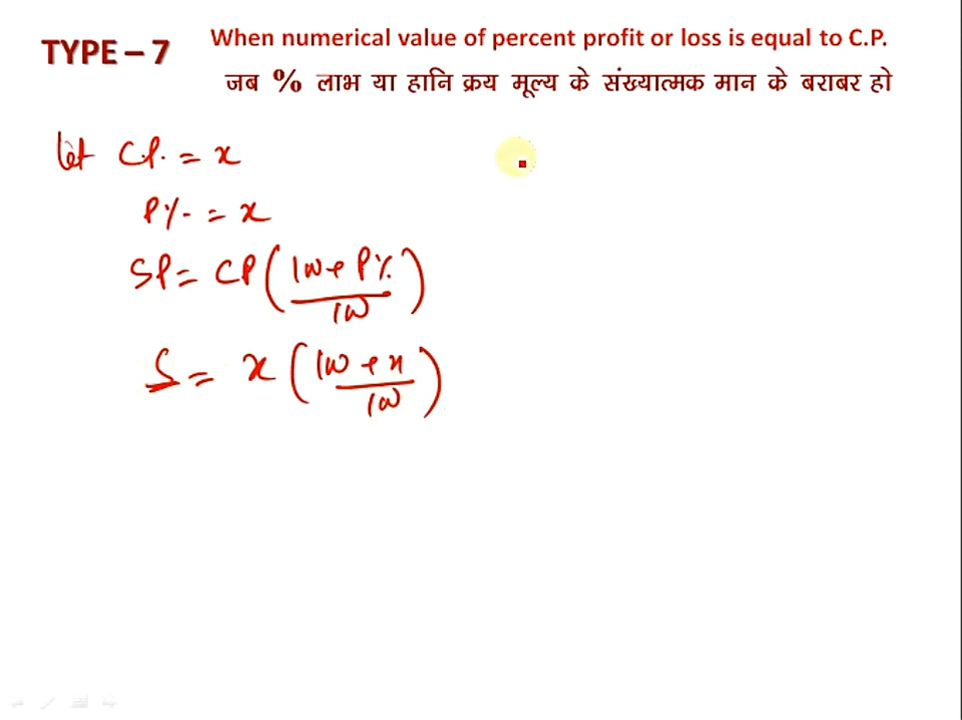 TYPE – 7
When numerical value of percent profit or loss is equal to C.P.
जब % लाभ या हानि क्रय मूल्य के संख्यात्मक मान के बराबर हो
let C.P. = x
P%. = x
SP = CP ( 100 + P% / 100 )
S = x ( 100 + x / 100 )